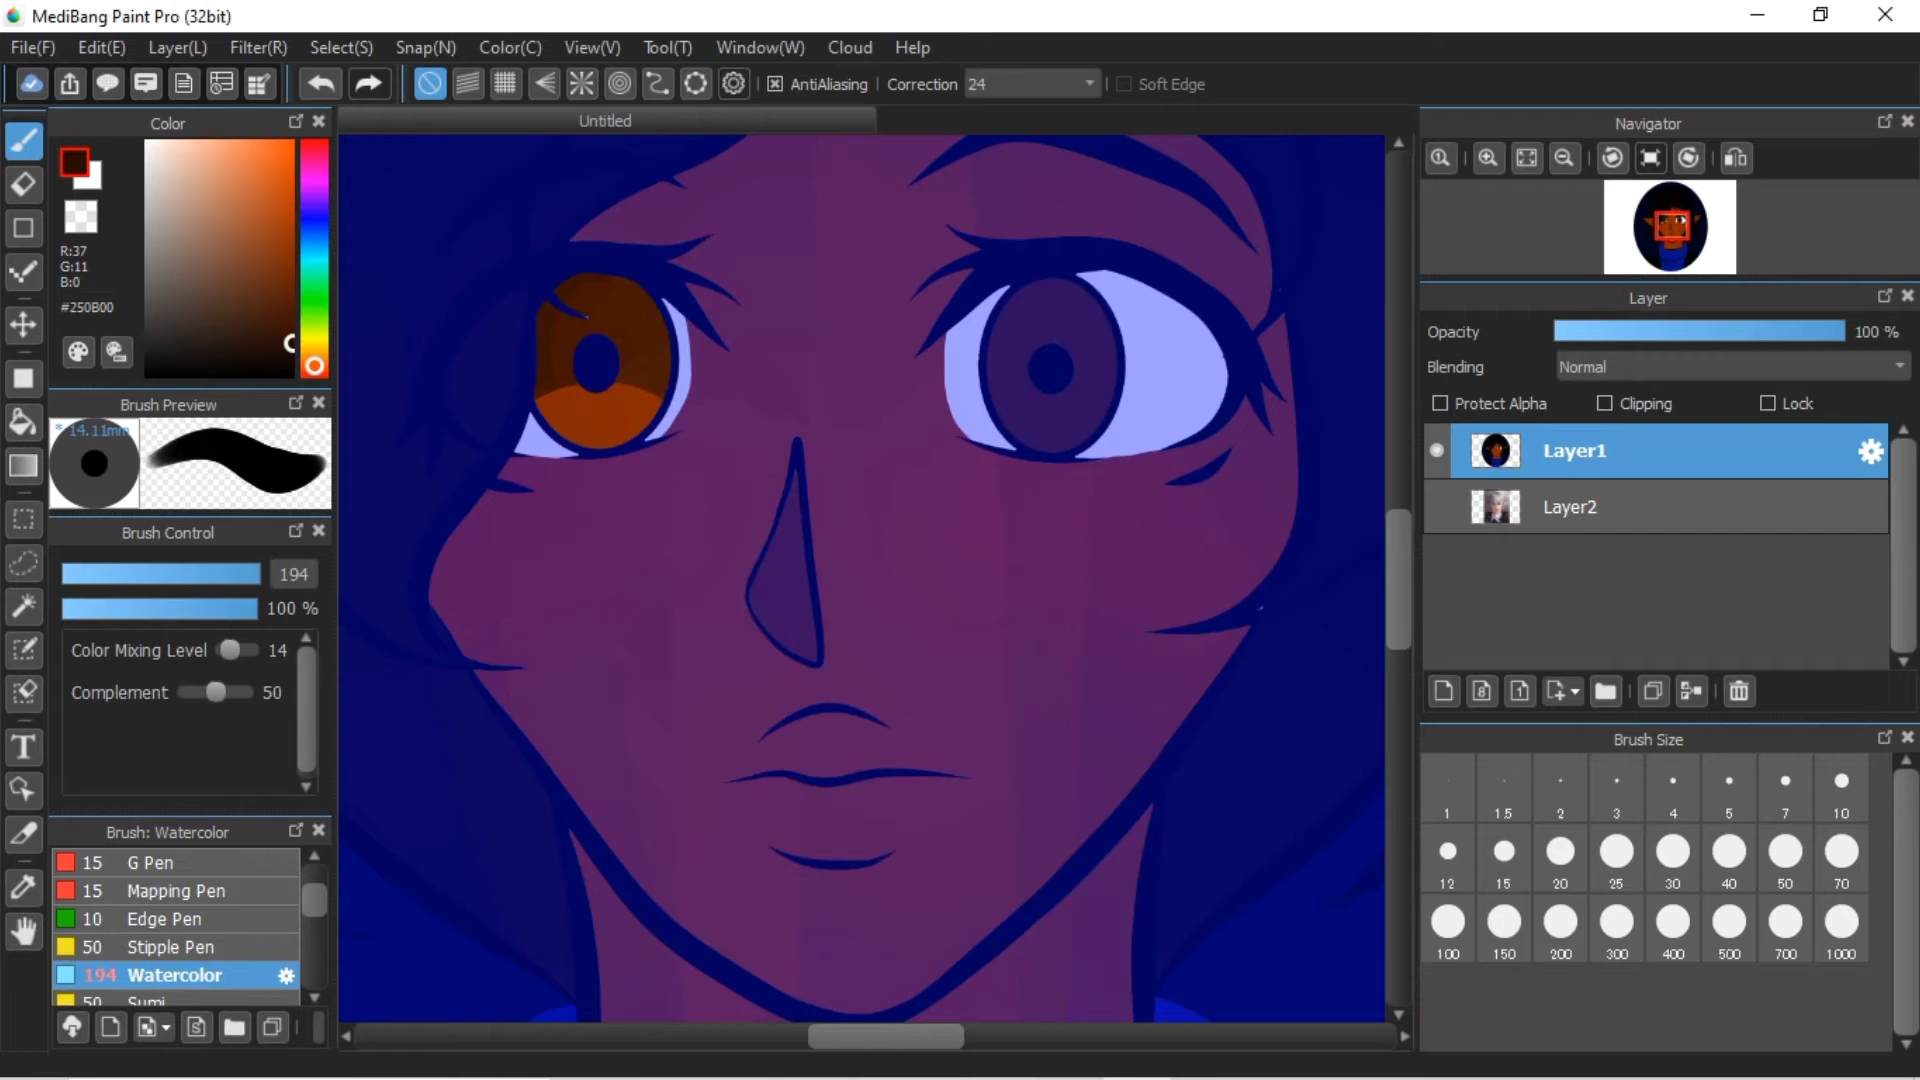 MediBang Paint Pro (32bit)
File(F) Edit(E) Layer(L) Filter(R) Select(S) Snap(N) Color(C) View(V) Tool(T) Window(W) Cloud Help
AntiAliasing Correction 24 Soft Edge
Color
R:37
G:11
B:0
#250B00
Brush Preview
* 14.11mm
Brush Control
194
100 %
Color Mixing Level 14
Complement 50
Brush: Watercolor
15 G Pen
15 Mapping Pen
10 Edge Pen
50 Stipple Pen
194 Watercolor
50 Sumi
T
Untitled
Navigator
1
Layer
Opacity 100 %
Blending Normal
Protect Alpha Clipping Lock
Layer1
Layer2
8 1
Brush Size
1 1.5 2 3 4 5 7 10
12 15 20 25 30 40 50 70
100 150 200 300 400 500 700 1000